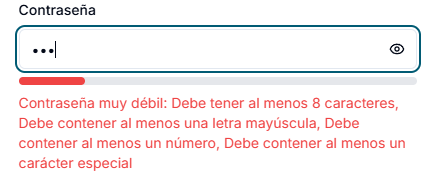 Contraseña
•••
Contraseña muy débil: Debe tener al menos 8 caracteres,
Debe contener al menos una letra mayúscula, Debe
contener al menos un número, Debe contener al menos un
carácter especial